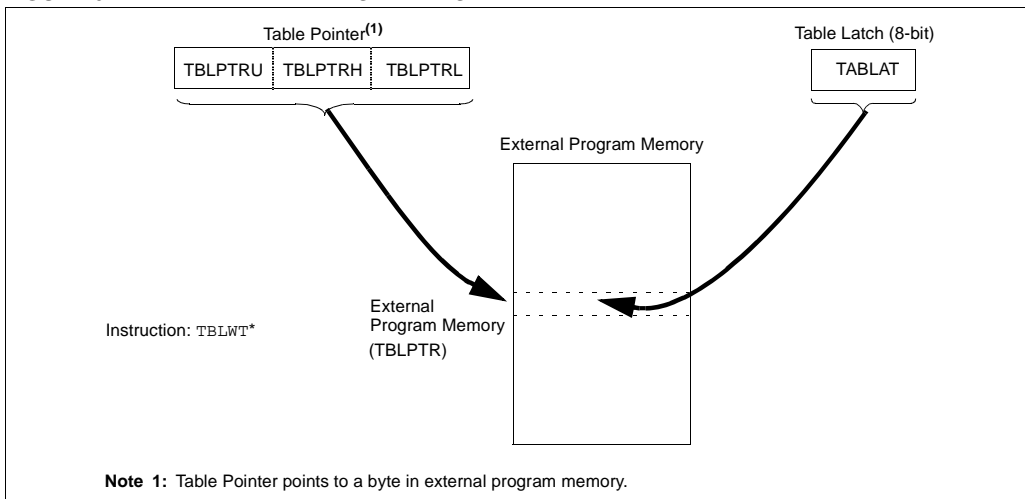 Table Pointer(1)
Table Latch (8-bit)
TBLPTRU TBLPTRH TBLPTRL
TABLAT
External Program Memory
External
Program Memory
(TBLPTR)
Instruction: TBLWT*
Note 1: Table Pointer points to a byte in external program memory.